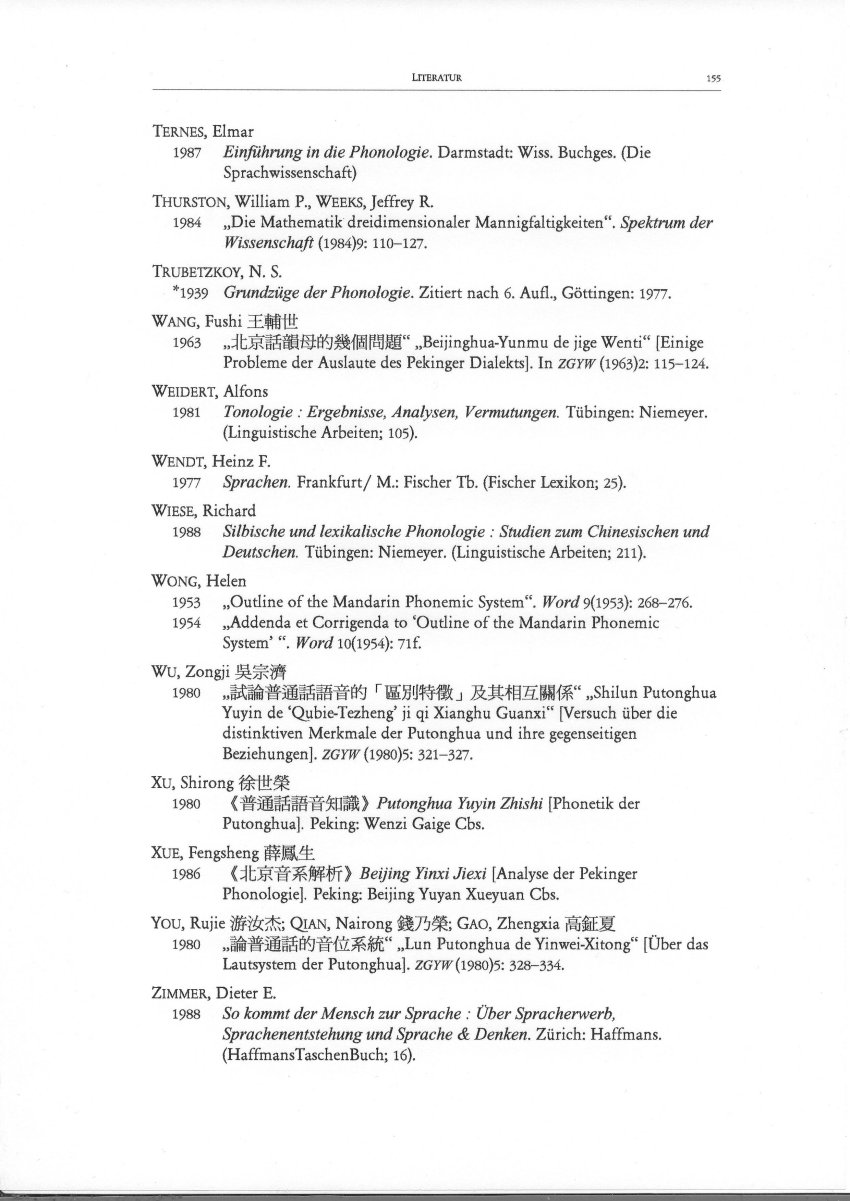 LITERATUR 155
TERNES, Elmar
1987 Einführung in die Phonologie. Darmstadt: Wiss. Buchges. (Die
Sprachwissenschaft)
THURSTON, William P., WEEKS, Jeffrey R.
1984 „Die Mathematik dreidimensionaler Mannigfaltigkeiten“. Spektrum der
Wissenschaft (1984)9: 110–127.
TRUBETZKOY, N. S.
*1939 Grundzüge der Phonologie. Zitiert nach 6. Aufl., Göttingen: 1977.
WANG, Fushi 王輔世
1963 „北京話韻母的幾個問題“ „Beijinghua-Yunmu de jige Wenti“ [Einige
Probleme der Auslaute des Pekinger Dialekts]. In ZGYW (1963)2: 115–124.
WEIDERT, Alfons
1981 Tonologie : Ergebnisse, Analysen, Vermutungen. Tübingen: Niemeyer.
(Linguistische Arbeiten; 105).
WENDT, Heinz F.
1977 Sprachen. Frankfurt/ M.: Fischer Tb. (Fischer Lexikon; 25).
WIESE, Richard
1988 Silbische und lexikalische Phonologie : Studien zum Chinesischen und
Deutschen. Tübingen: Niemeyer. (Linguistische Arbeiten; 211).
WONG, Helen
1953 „Outline of the Mandarin Phonemic System“. Word 9(1953): 268–276.
1954 „Addenda et Corrigenda to ‘Outline of the Mandarin Phonemic
System’ “. Word 10(1954): 71f.
WU, Zongji 吳宗濟
1980 „試論普通話語音的「區別特徵」及其相互關係“ „Shilun Putonghua
Yuyin de ‘Qubie-Tezheng’ ji qi Xianghu Guanxi“ [Versuch über die
distinktiven Merkmale der Putonghua und ihre gegenseitigen
Beziehungen]. ZGYW (1980)5: 321–327.
XU, Shirong 徐世榮
1980 《普通話語音知識》Putonghua Yuyin Zhishi [Phonetik der
Putonghua]. Peking: Wenzi Gaige Cbs.
XUE, Fengsheng 薛鳳生
1986 《北京音系解析》Beijing Yinxi Jiexi [Analyse der Pekinger
Phonologie]. Peking: Beijing Yuyan Xueyuan Cbs.
YOU, Rujie 游汝杰; QIAN, Nairong 錢乃榮; GAO, Zhengxia 高鉦夏
1980 „論普通話的音位系統“ „Lun Putonghua de Yinwei-Xitong“ [Über das
Lautsystem der Putonghua]. ZGYW (1980)5: 328–334.
ZIMMER, Dieter E.
1988 So kommt der Mensch zur Sprache : Über Spracherwerb,
Sprachenentstehung und Sprache & Denken. Zürich: Haffmans.
(HaffmansTaschenBuch; 16).